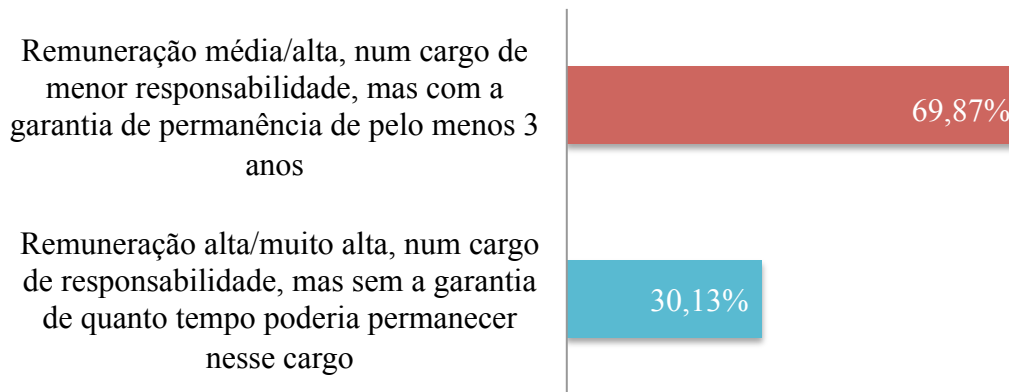 Remuneração média/alta, num cargo de
menor responsabilidade, mas com a
garantia de permanência de pelo menos 3
anos
69,87%
Remuneração alta/muito alta, num cargo
de responsabilidade, mas sem a garantia
de quanto tempo poderia permanecer
nesse cargo
30,13%